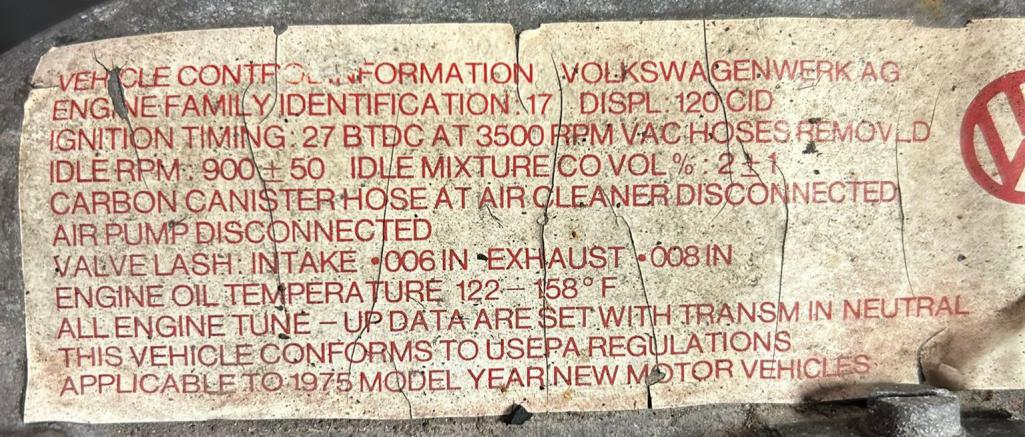 VEHICLE CONTROL INFORMATION VOLKSWAGENWERK AG
ENGINE FAMILY IDENTIFICATION : 17 DISPL : 120 CID
IGNITION TIMING : 27 BTDC AT 3500 RPM VAC HOSES REMOVED
IDLE RPM : 900 ± 50 IDLE MIXTURE CO VOL % : 2 ± 1
CARBON CANISTER HOSE AT AIR CLEANER DISCONNECTED
AIR PUMP DISCONNECTED
VALVE LASH : INTAKE •006 IN EXHAUST •008 IN
ENGINE OIL TEMPERATURE 122 – 158° F
ALL ENGINE TUNE – UP DATA ARE SET WITH TRANSM IN NEUTRAL
THIS VEHICLE CONFORMS TO USEPA REGULATIONS
APPLICABLE TO 1975 MODEL YEAR NEW MOTOR VEHICLES